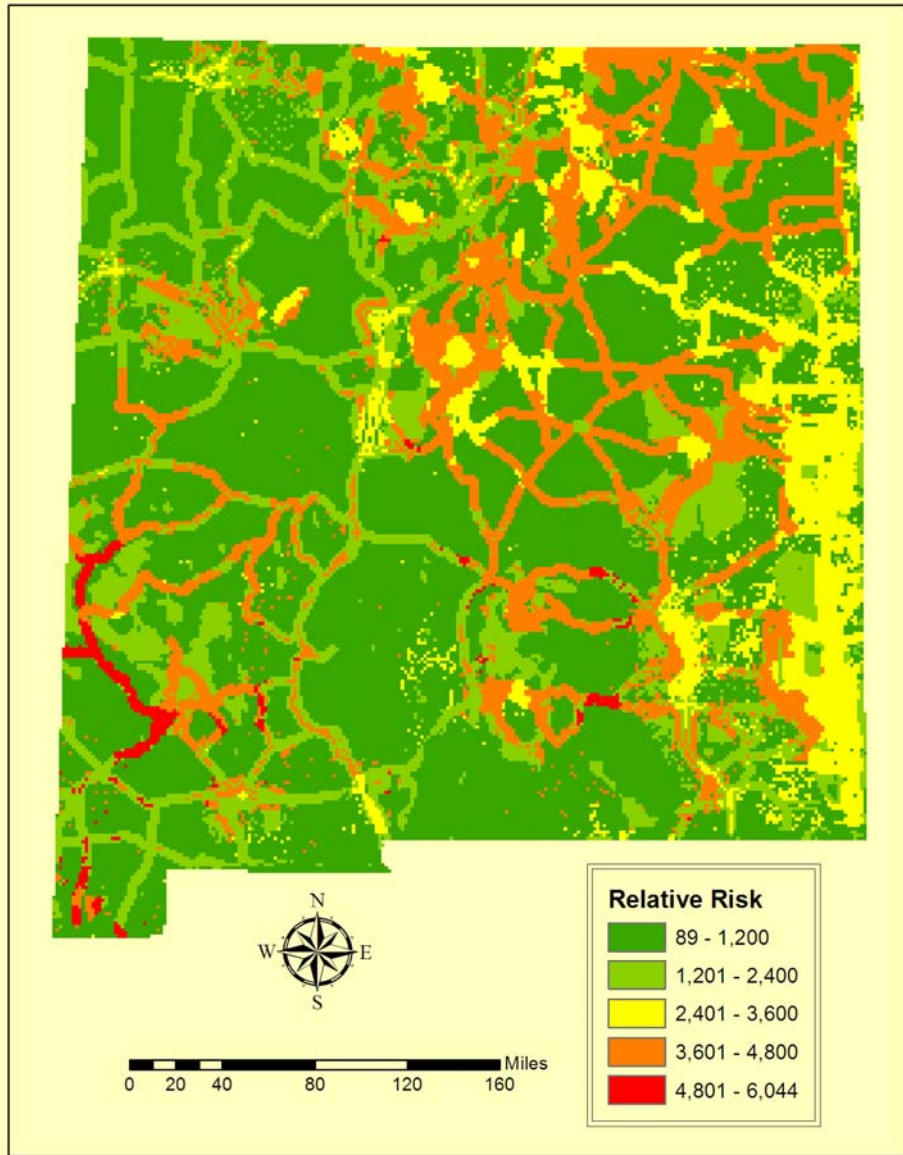 N
W E
S
Miles
0 20 40 80 120 160
Relative Risk
89 - 1,200
1,201 - 2,400
2,401 - 3,600
3,601 - 4,800
4,801 - 6,044